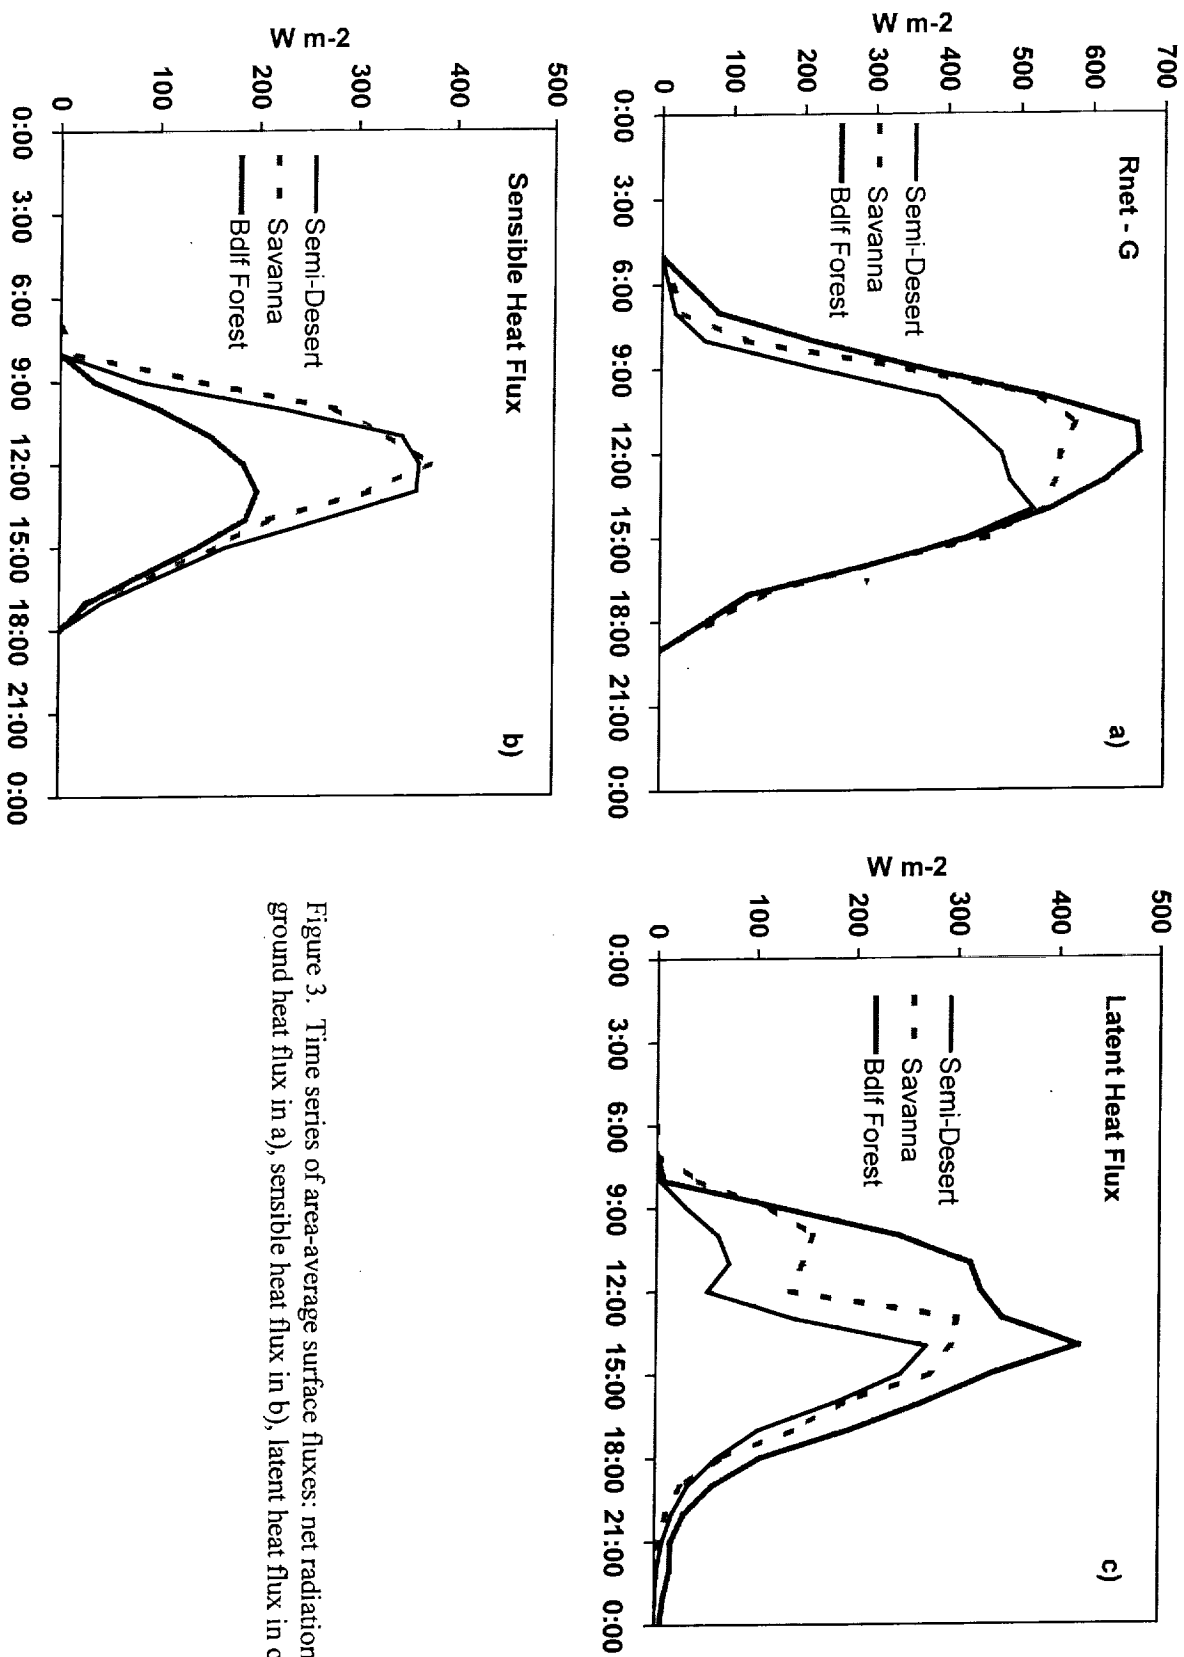 W m-2
700
600
500
400
300
200
100
0
Rnet - G
a)
Semi-Desert
Savanna
Bdlf Forest
0:00 3:00 6:00 9:00 12:00 15:00 18:00 21:00 0:00
W m-2
500
400
300
200
100
0
Sensible Heat Flux
b)
Semi-Desert
Savanna
Bdlf Forest
0:00 3:00 6:00 9:00 12:00 15:00 18:00 21:00 0:00
W m-2
500
400
300
200
100
0
Latent Heat Flux
c)
Semi-Desert
Savanna
Bdlf Forest
0:00 3:00 6:00 9:00 12:00 15:00 18:00 21:00 0:00
Figure 3. Time series of area-average surface fluxes: net radiation
ground heat flux in a), sensible heat flux in b), latent heat flux in c